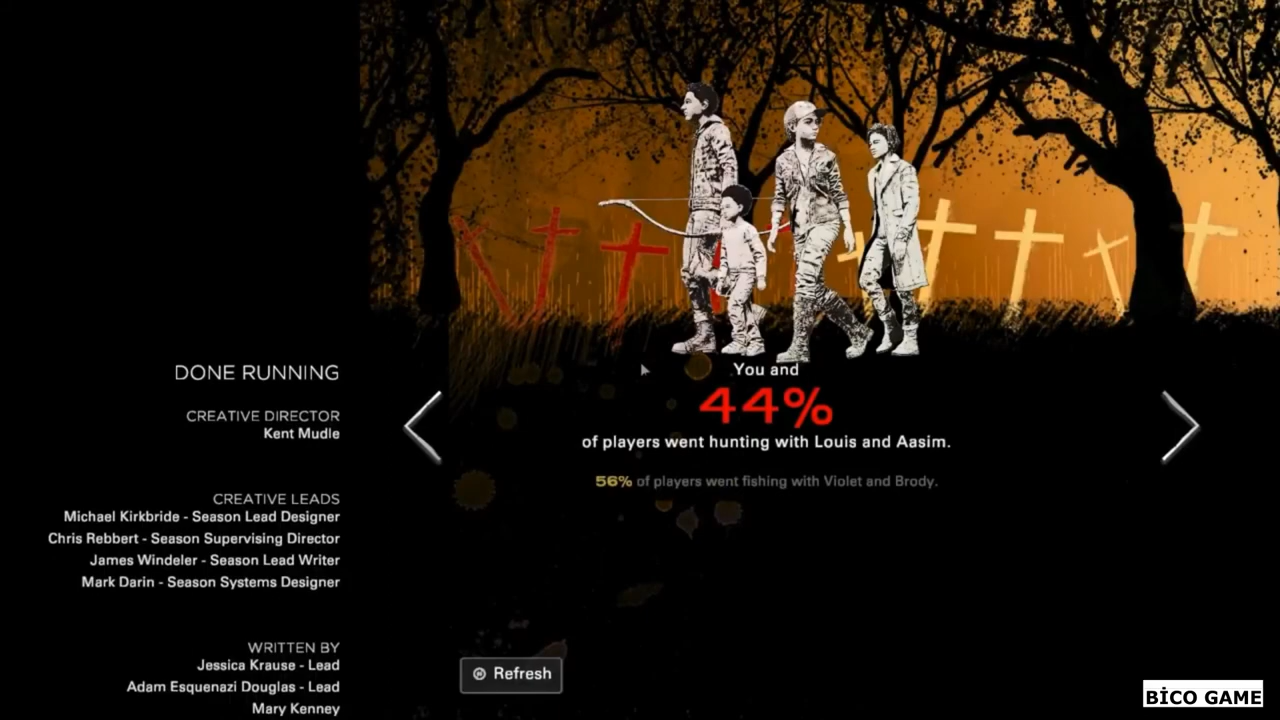 DONE RUNNING
CREATIVE DIRECTOR
Kent Mudle
CREATIVE LEADS
Michael Kirkbride - Season Lead Designer
Chris Rebbert - Season Supervising Director
James Windeler - Season Lead Writer
Mark Darin - Season Systems Designer
WRITTEN BY
Jessica Krause - Lead
Adam Esquenazi Douglas - Lead
Mary Kenney
You and
44%
of players went hunting with Louis and Aasim.
56% of players went fishing with Violet and Brody.
Refresh
BİCO GAME